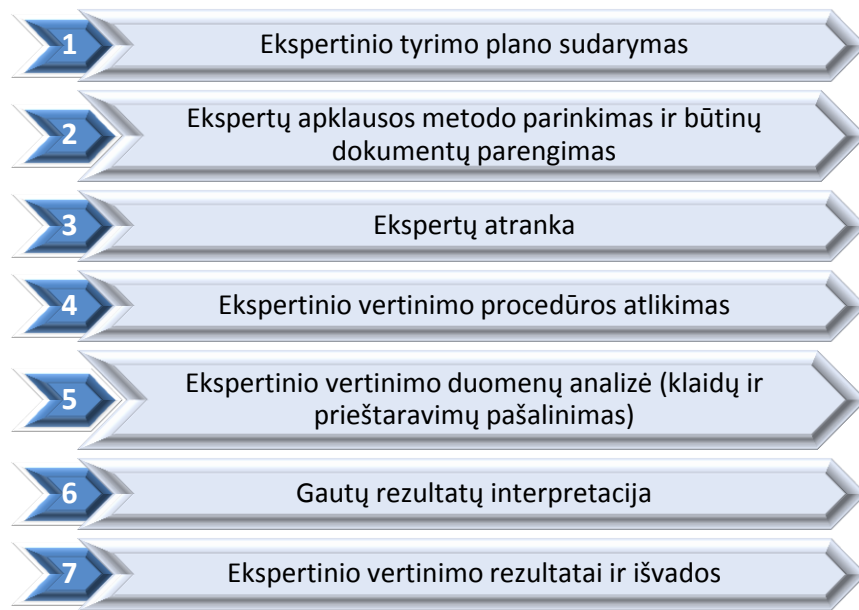 1
Ekspertinio tyrimo plano sudarymas
2
Ekspertų apklausos metodo parinkimas ir būtinų
dokumentų parengimas
3
Ekspertų atranka
4
Ekspertinio vertinimo procedūros atlikimas
5
Ekspertinio vertinimo duomenų analizė (klaidų ir
prieštaravimų pašalinimas)
6
Gautų rezultatų interpretacija
7
Ekspertinio vertinimo rezultatai ir išvados